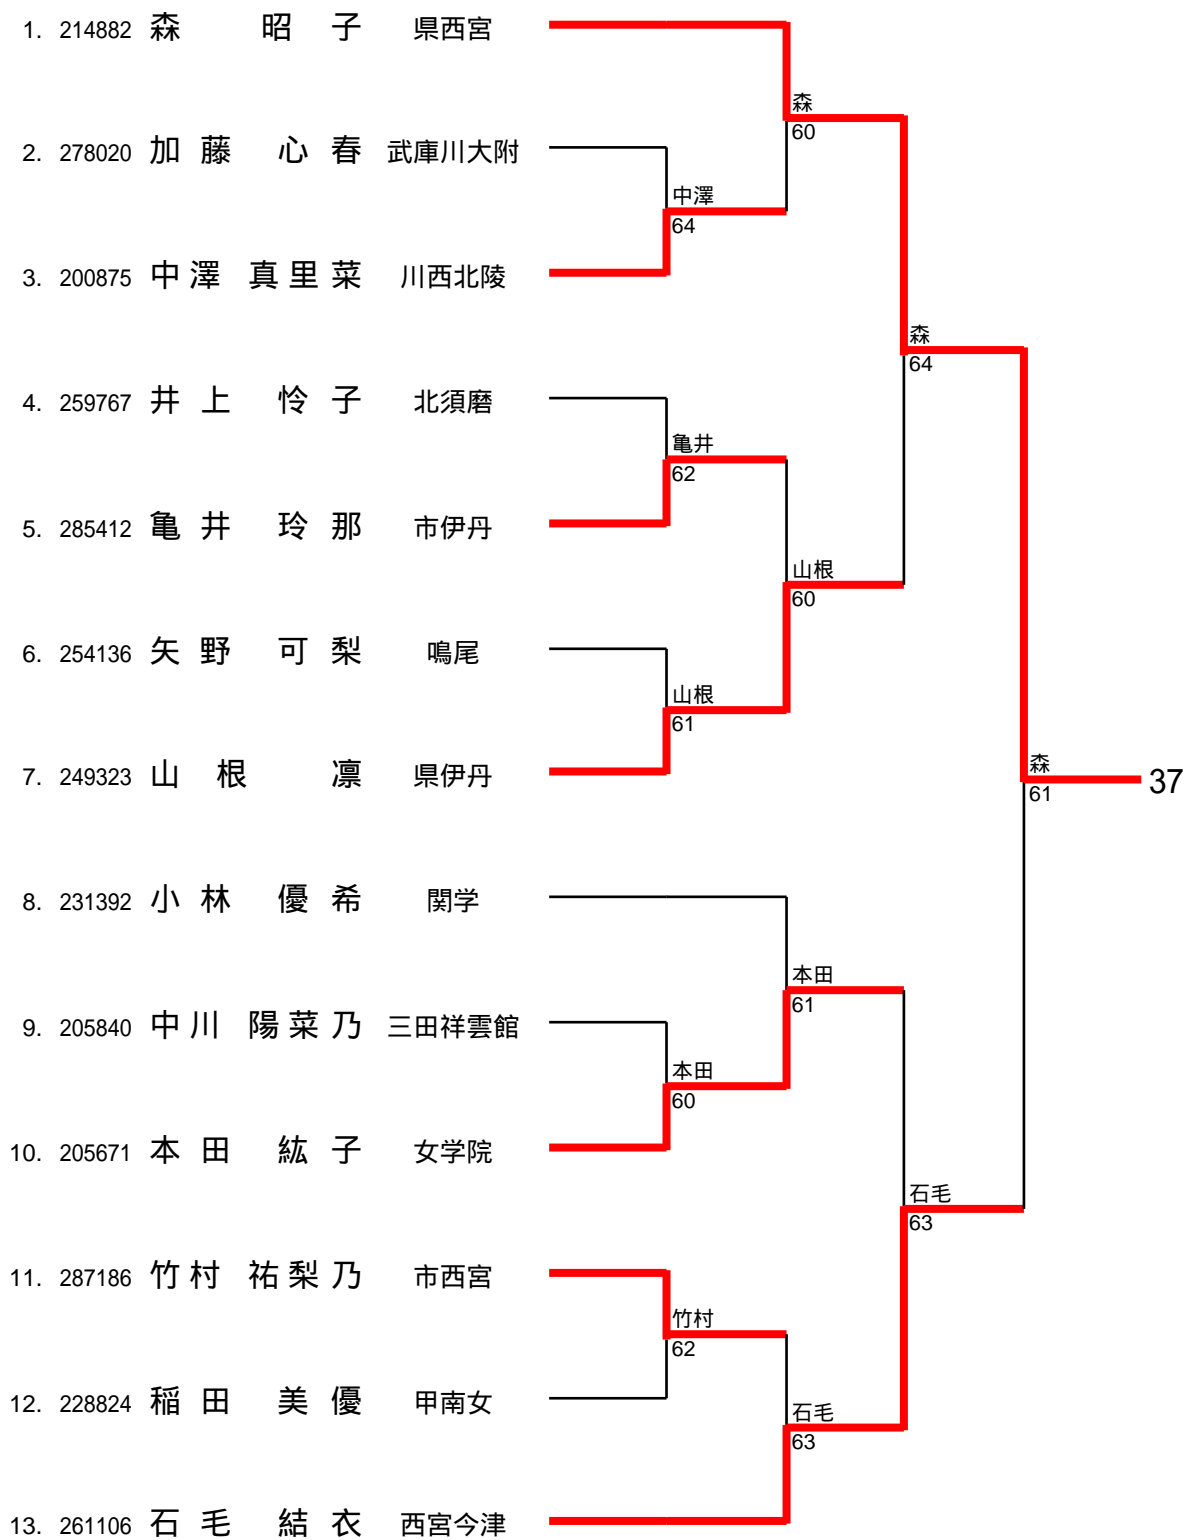 1. 214882 森 昭 子 県西宮
森
60
2. 278020 加 藤 心 春 武庫川大附
中澤
64
3. 200875 中 澤 真 里 菜 川西北陵
森
64
4. 259767 井 上 怜 子 北須磨
亀井
62
5. 285412 亀 井 玲 那 市伊丹
山根
60
6. 254136 矢 野 可 梨 鳴尾
山根
61
7. 249323 山 根 凛 県伊丹
森
61
37
8. 231392 小 林 優 希 関学
本田
61
9. 205840 中 川 陽 菜 乃 三田祥雲館
本田
60
10. 205671 本 田 紘 子 女学院
石毛
63
11. 287186 竹 村 祐 梨 乃 市西宮
竹村
62
12. 228824 稲 田 美 優 甲南女
石毛
63
13. 261106 石 毛 結 衣 西宮今津